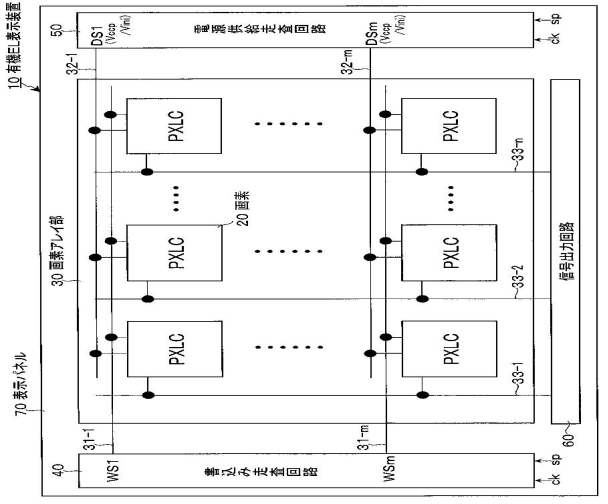 10 有機EL表示装置
70 表示パネル
30 画素アレイ部
40
書込み走査回路
WS1
WSm
ck
sp
31-1
31-m
50
電源供給走査回路
DS1
(Vccp
/Vini)
DSm
(Vccp
/Vini)
ck
sp
32-1
32-m
PXLC
PXLC
PXLC
20 画素
PXLC
PXLC
PXLC
33-1
33-2
33-n
60
信号出力回路